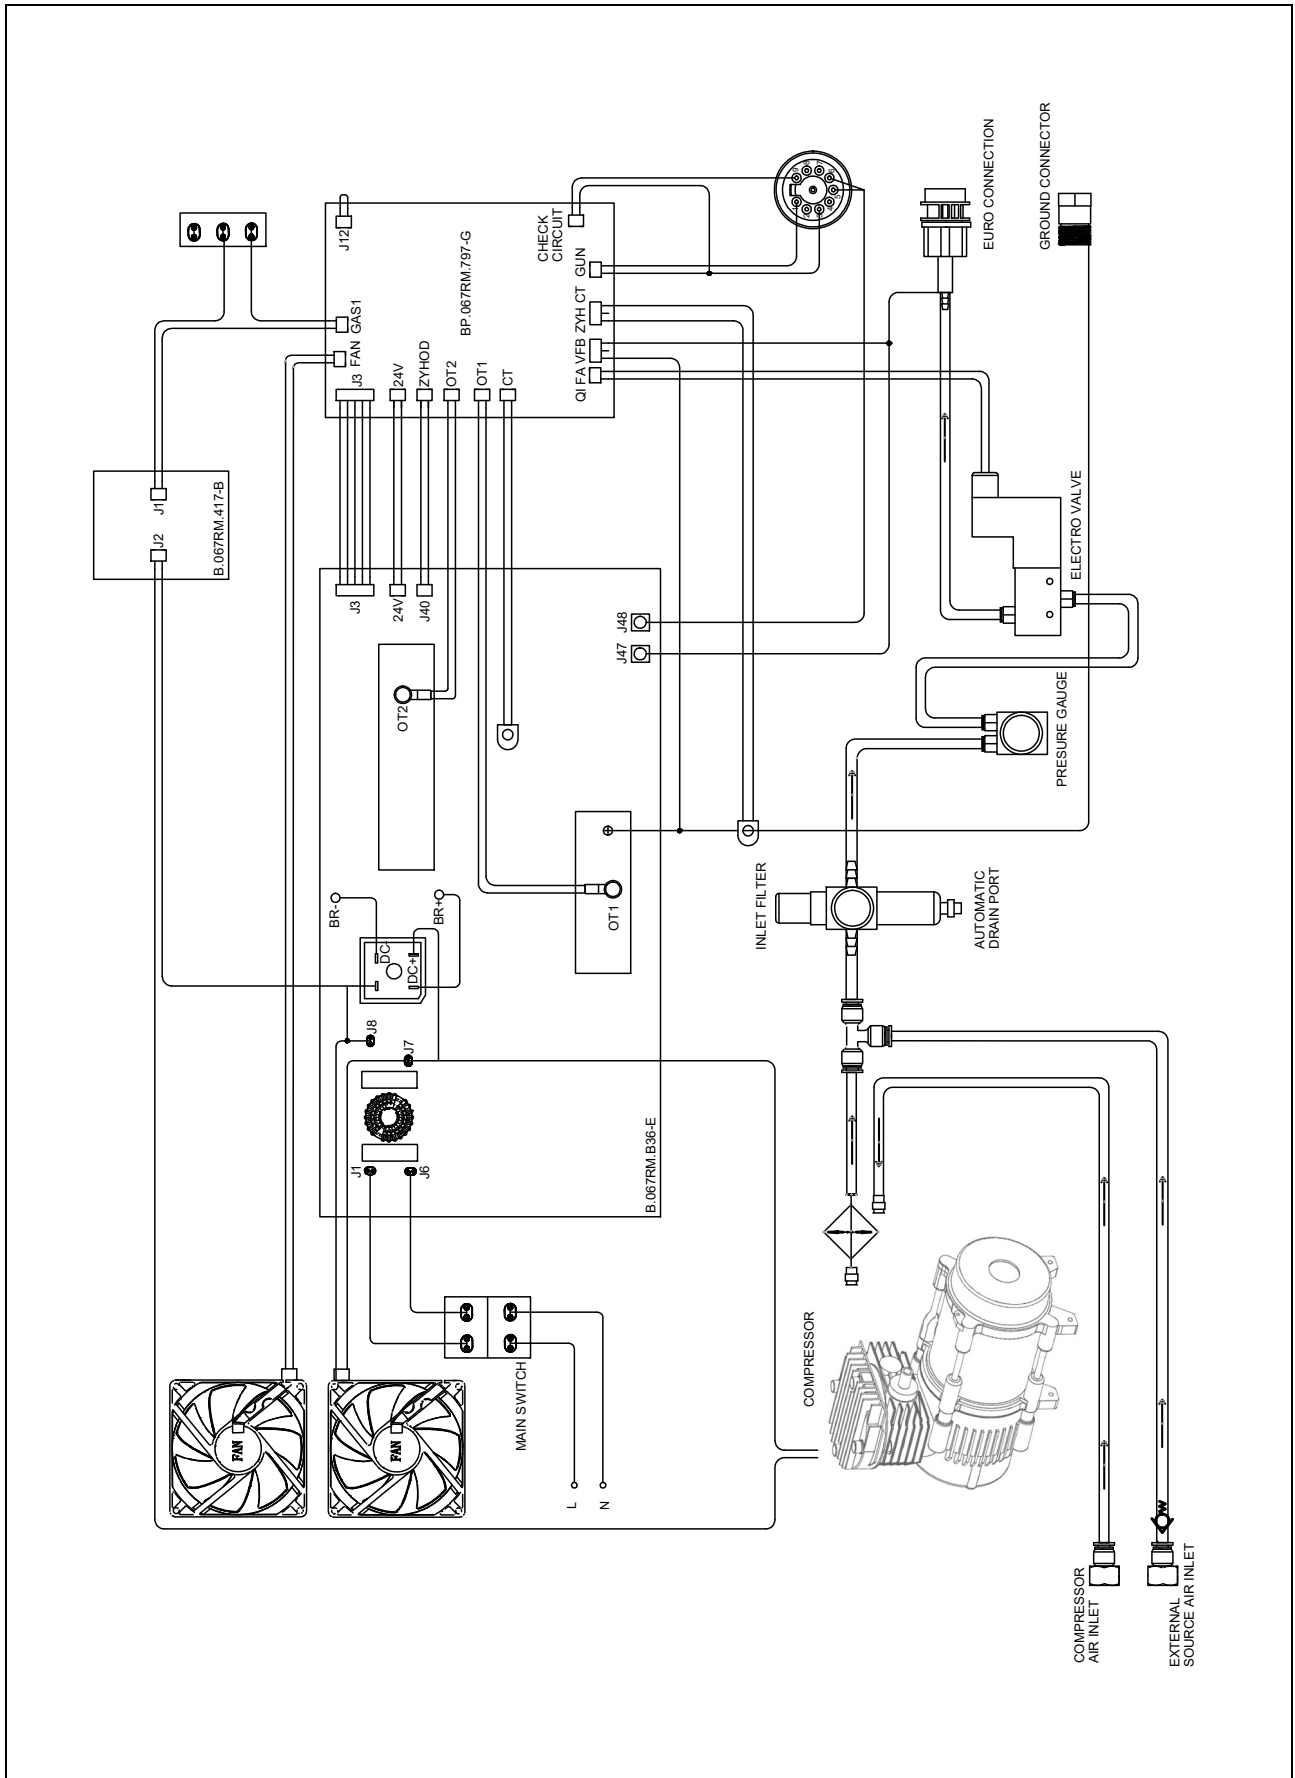 J2
J1
B.067RM.417-B
FAN
BR-
J12
J1
J3
J3
FAN
GAS1
J8
DC-
FAN
24V
24V
OT2
J7
DC+
J6
J40
ZYHOD
BR+
OT2
BP.067RM.797-G
OT1
CT
MAIN SWITCH
CHECK
CIRCUIT
L
QI FA
VFB
ZYH CT
GUN
N
OT1
J47
J48
B.067RM.B36-E
INLET FILTER
COMPRESSOR
AUTOMATIC
DRAIN PORT
EURO CONNECTION
GROUND CONNECTOR
PRESURE GAUGE
ELECTRO VALVE
COMPRESSOR
AIR INLET
EXTERNAL
SOURCE AIR INLET